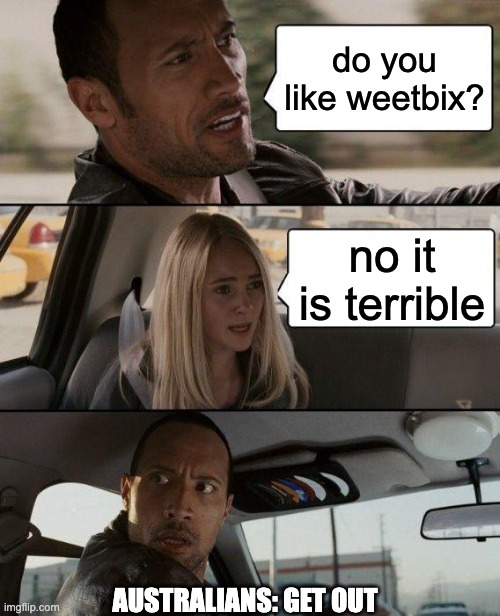 do you
like weetbix?
no it
is terrible
AUSTRALIANS: GET OUT
imgflip.com